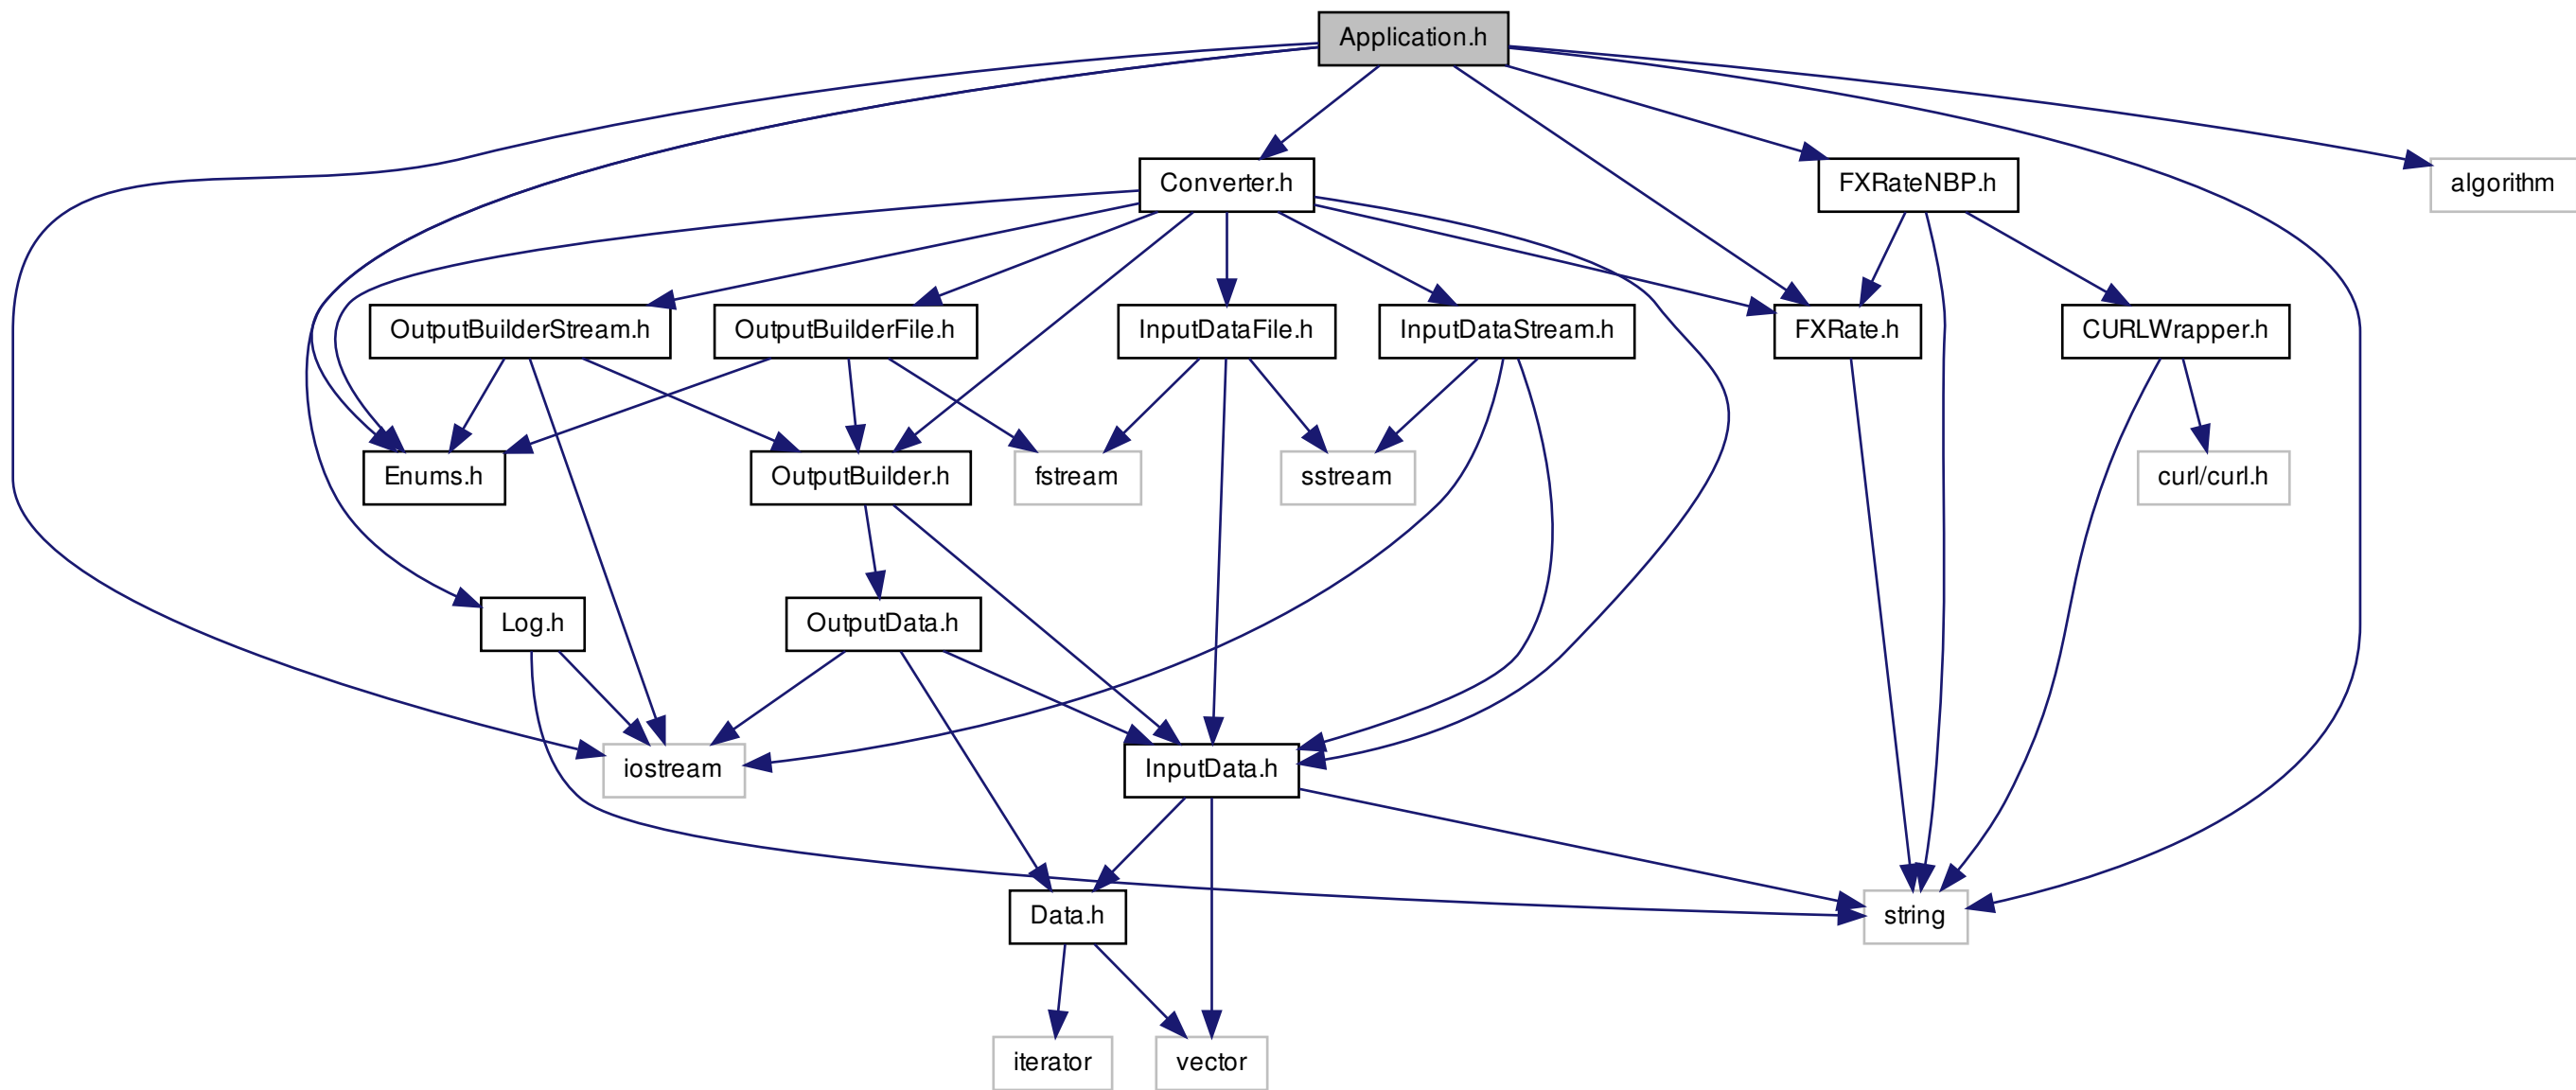 Application.h
Converter.h
FXRateNBP.h
algorithm
OutputBuilderStream.h
OutputBuilderFile.h
InputDataFile.h
InputDataStream.h
FXRate.h
CURLWrapper.h
Enums.h
OutputBuilder.h
fstream
sstream
curl/curl.h
Log.h
OutputData.h
iostream
InputData.h
Data.h
string
iterator
vector